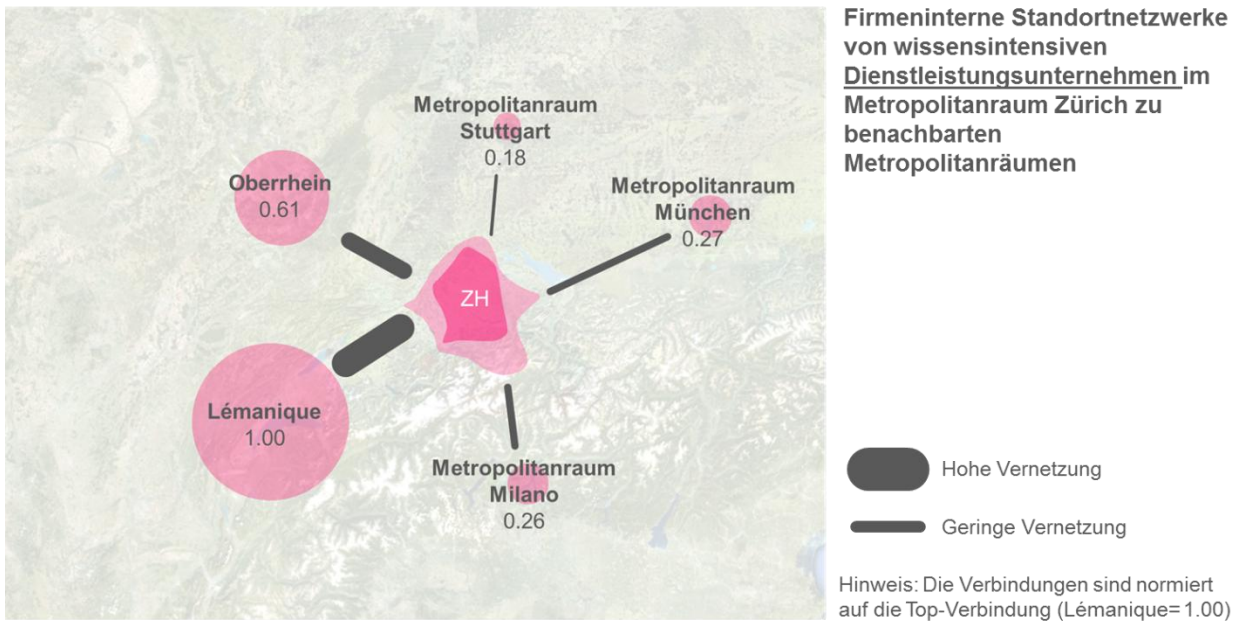 Firmeninterne Standortnetzwerke
von wissensintensiven
Dienstleistungsunternehmen im
Metropolitanraum Zürich zu
benachbarten
Metropolitanräumen
Metropolitanraum
Stuttgart
0.18
Oberrhein
0.61
Metropolitanraum
München
0.27
ZH
Lémanique
1.00
Metropolitanraum
Milano
0.26
Hohe Vernetzung
Geringe Vernetzung
Hinweis: Die Verbindungen sind normiert
auf die Top-Verbindung (Lémanique= 1.00)